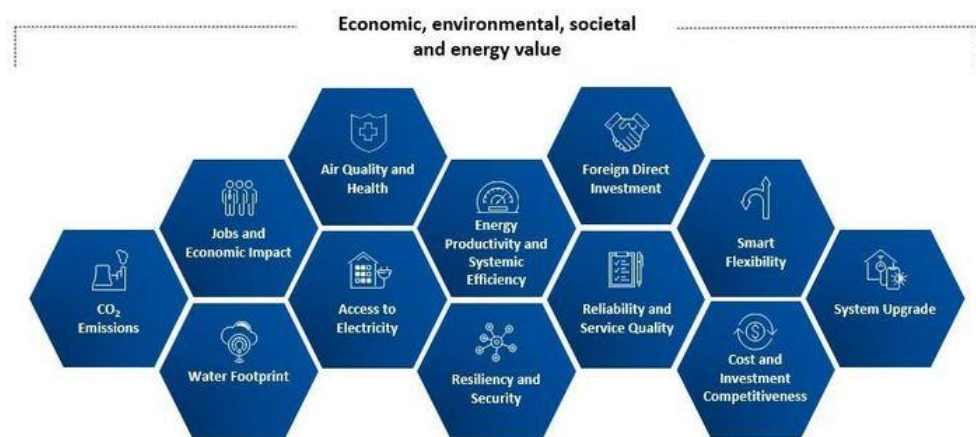 Economic, environmental, societal
and energy value
Air Quality and
Health
Foreign Direct
Investment
Jobs and
Economic Impact
Energy
Productivity and
Systemic
Efficiency
Smart
Flexibility
CO₂
Emissions
Access to
Electricity
Reliability and
Service Quality
System Upgrade
Water Footprint
Resiliency and
Security
$
Cost and
Investment
Competitiveness